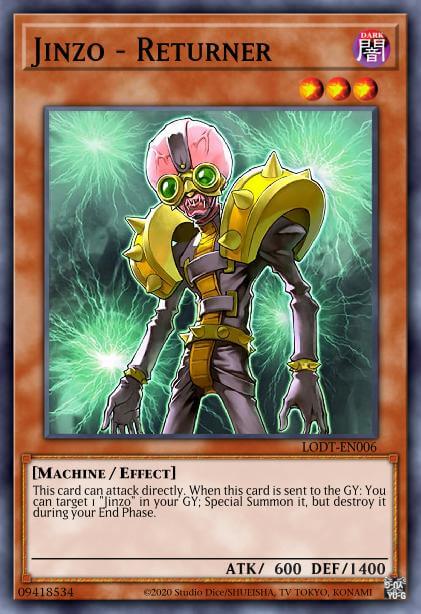 JINZO - RETURNER
DARK
闇
LODT-EN006
[MACHINE / EFFECT]
This card can attack directly. When this card is sent to the GY: You
can target 1 "Jinzo" in your GY; Special Summon it, but destroy it
during your End Phase.
ATK/ 600 DEF/1400
09418534
©2020 Studio Dice/SHUEISHA, TV TOKYO, KONAMI